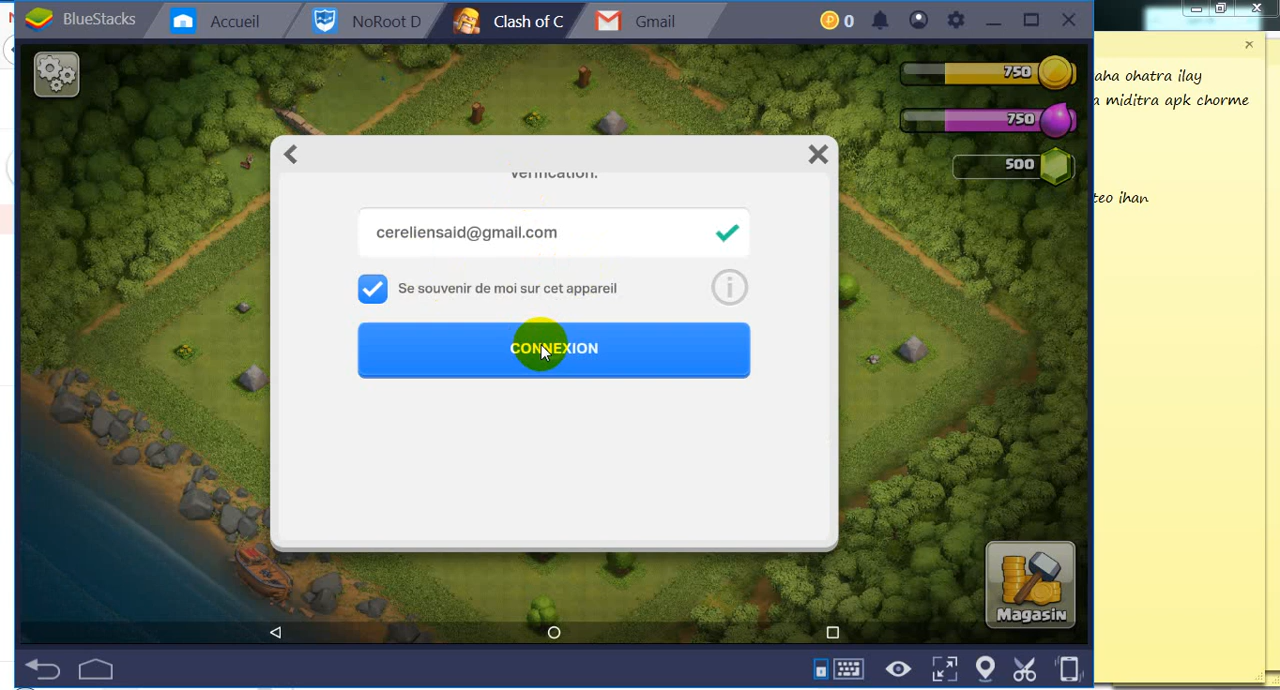 BlueStacks
Accueil
NoRoot D
Clash of C
Gmail
0
750
750
500
aha ohatra ilay
a miditra apk chorme
teo ihan
vérification.
cereliensaid@gmail.com
Se souvenir de moi sur cet appareil
CONNEXION
Magasin